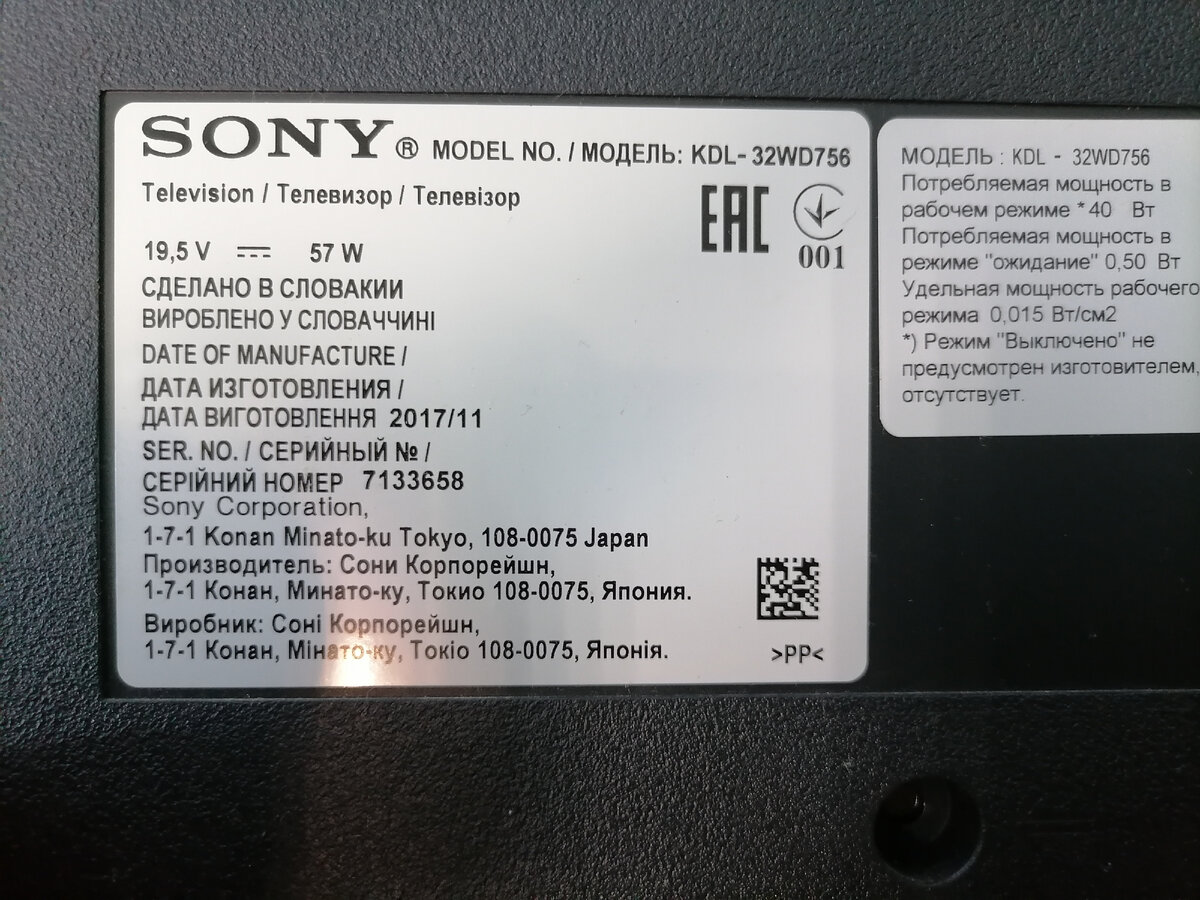 SONY® MODEL NO. / МОДЕЛЬ: KDL-32WD756
Television / Телевизор / Телевізор
EAC
001
19,5 V ⎓ 57 W
СДЕЛАНО В СЛОВАКИИ
ВИРОБЛЕНО У СЛОВАЧЧИНІ
DATE OF MANUFACTURE /
ДАТА ИЗГОТОВЛЕНИЯ /
ДАТА ВИГОТОВЛЕННЯ 2017/11
SER. NO. / СЕРИЙНЫЙ № /
СЕРІЙНИЙ НОМЕР 7133658
Sony Corporation,
1-7-1 Konan Minato-ku Tokyo, 108-0075 Japan
Производитель: Сони Корпорейшн,
1-7-1 Конан, Минато-ку, Токио 108-0075, Япония.
Виробник: Соні Корпорейшн,
1-7-1 Конан, Мінато-ку, Токіо 108-0075, Японія.
>PP<
МОДЕЛЬ : KDL - 32WD756
Потребляемая мощность в
рабочем режиме *40 Вт
Потребляемая мощность в
режиме "ожидание" 0,50 Вт
Удельная мощность рабочего
режима 0,015 Вт/см2
*) Режим "Выключено" не
предусмотрен изготовителем,
отсутствует.